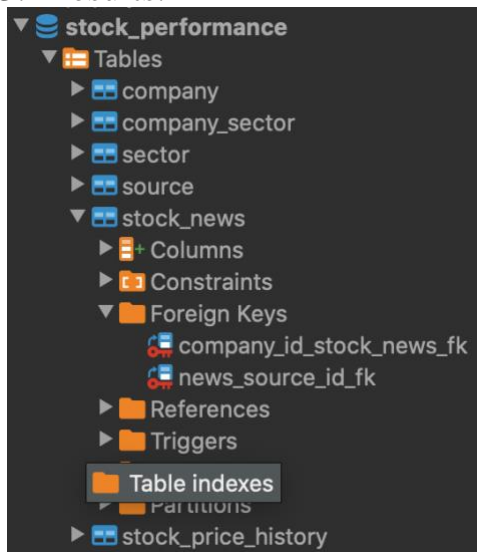 stock_performance
Tables
company
company_sector
sector
source
stock_news
Columns
Constraints
Foreign Keys
company_id_stock_news_fk
news_source_id_fk
References
Triggers
Table indexes
Partitions
stock_price_history